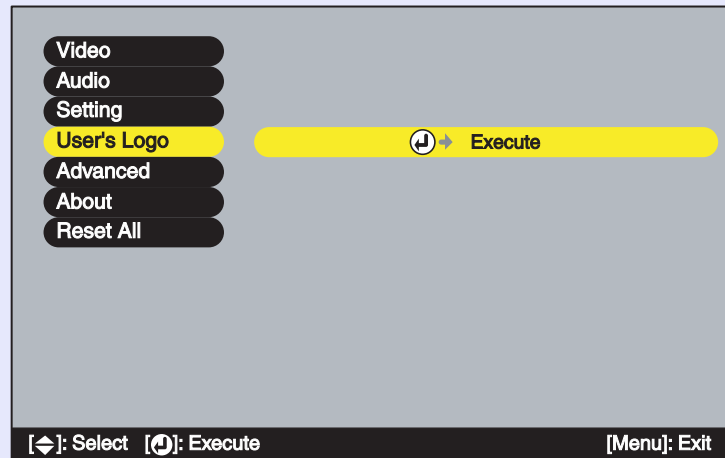 Video
Audio
Setting
User's Logo
Execute
Advanced
About
Reset All
[]: Select []: Execute [Menu]: Exit